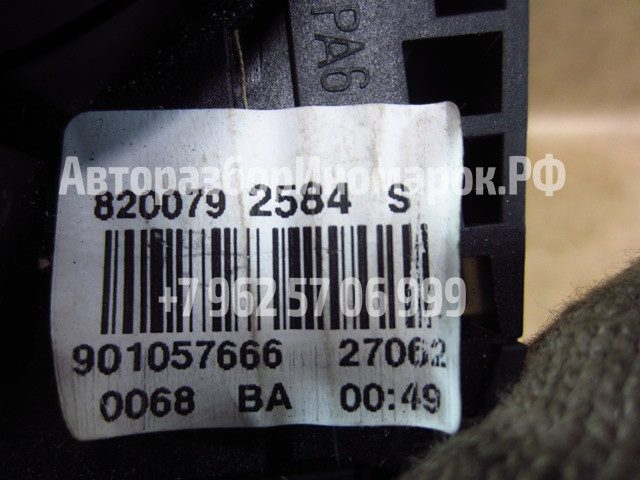 PA6
АвторазборИномарок.РФ
820079 2584 S
+7 962 57 06 999
901057666 27062
0068 BA 00:49